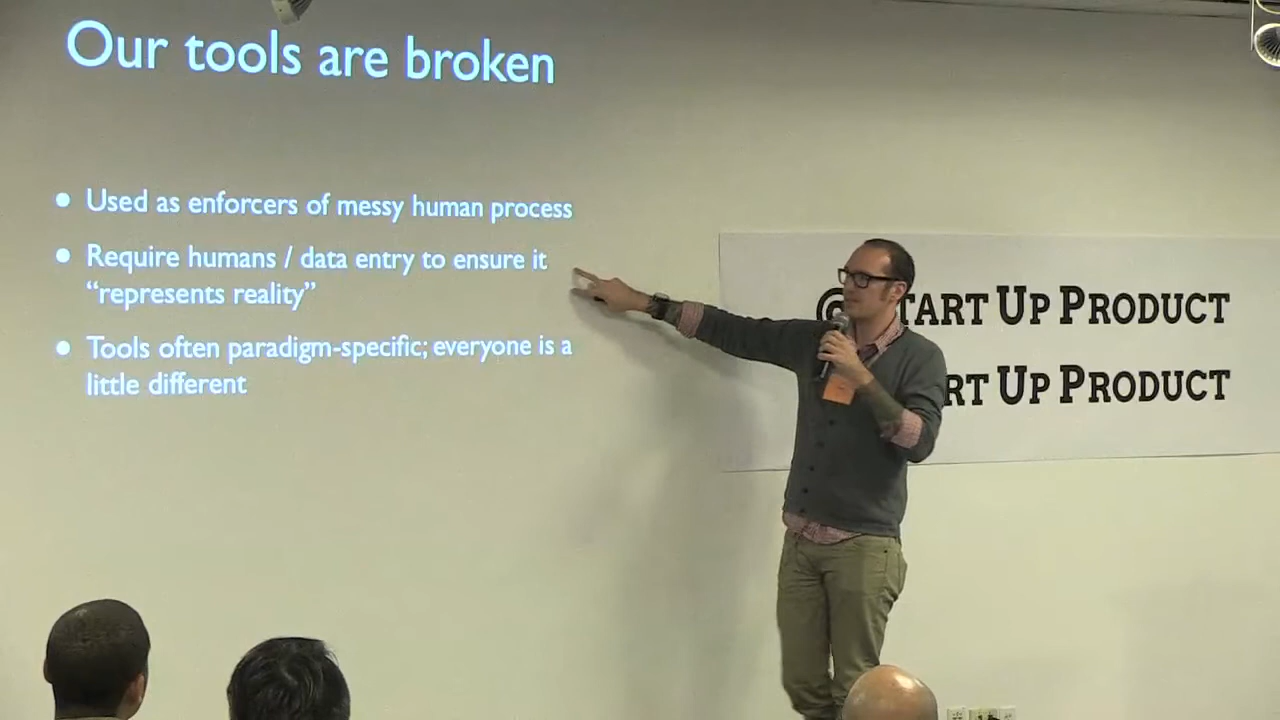 Our tools are broken
• Used as enforcers of messy human process
• Require humans / data entry to ensure it
“represents reality”
• Tools often paradigm-specific; everyone is a
little different
@ TART UP PRODUCT
RT UP PRODUCT